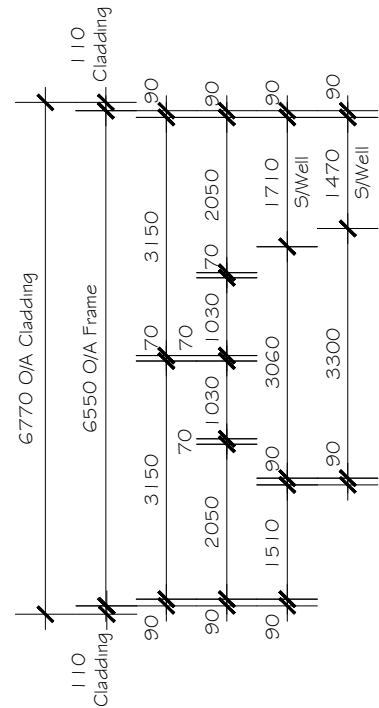 6770 O/A Cladding
110 6550 O/A Frame 110
Cladding Cladding
90 3150 70 3150 90
90 2050 70 1030 70 1030 70 2050 90
90 1510 90 3060 1710 90
S/Well
90 3300 1470 90
S/Well